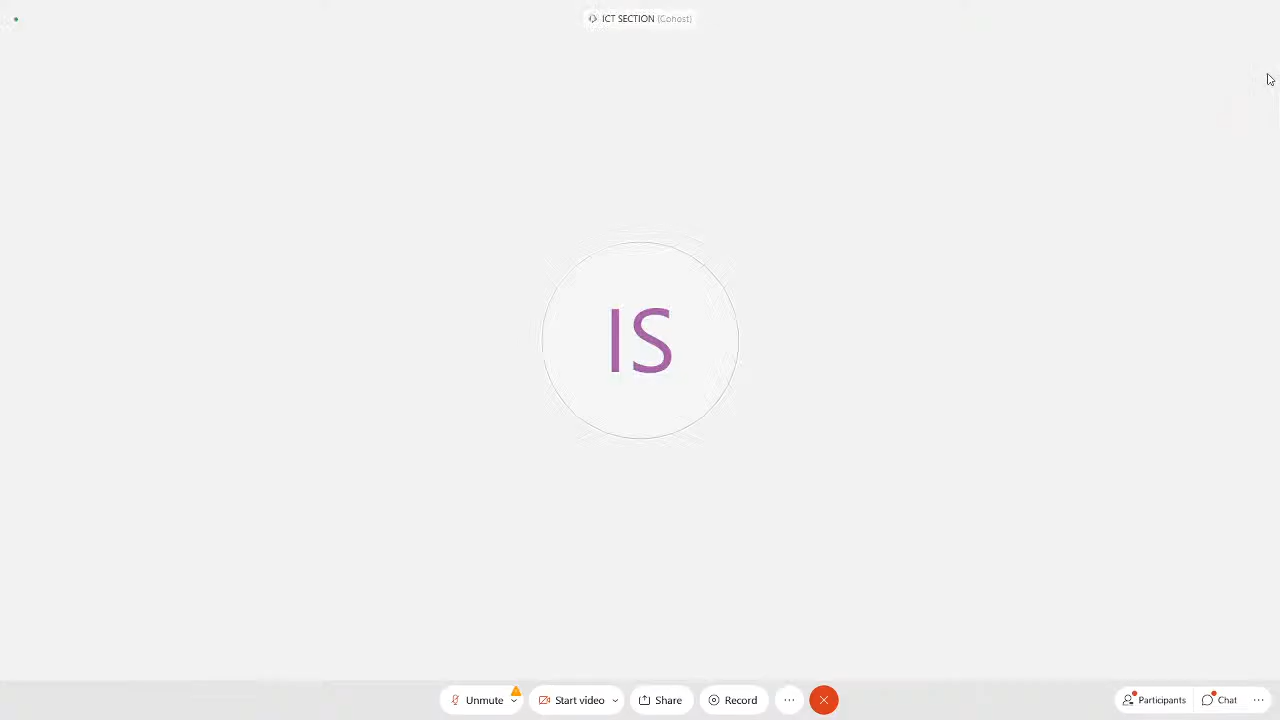 ICT SECTION (Cohost)
IS
Unmute
Start video
Share
Record
Participants
Chat